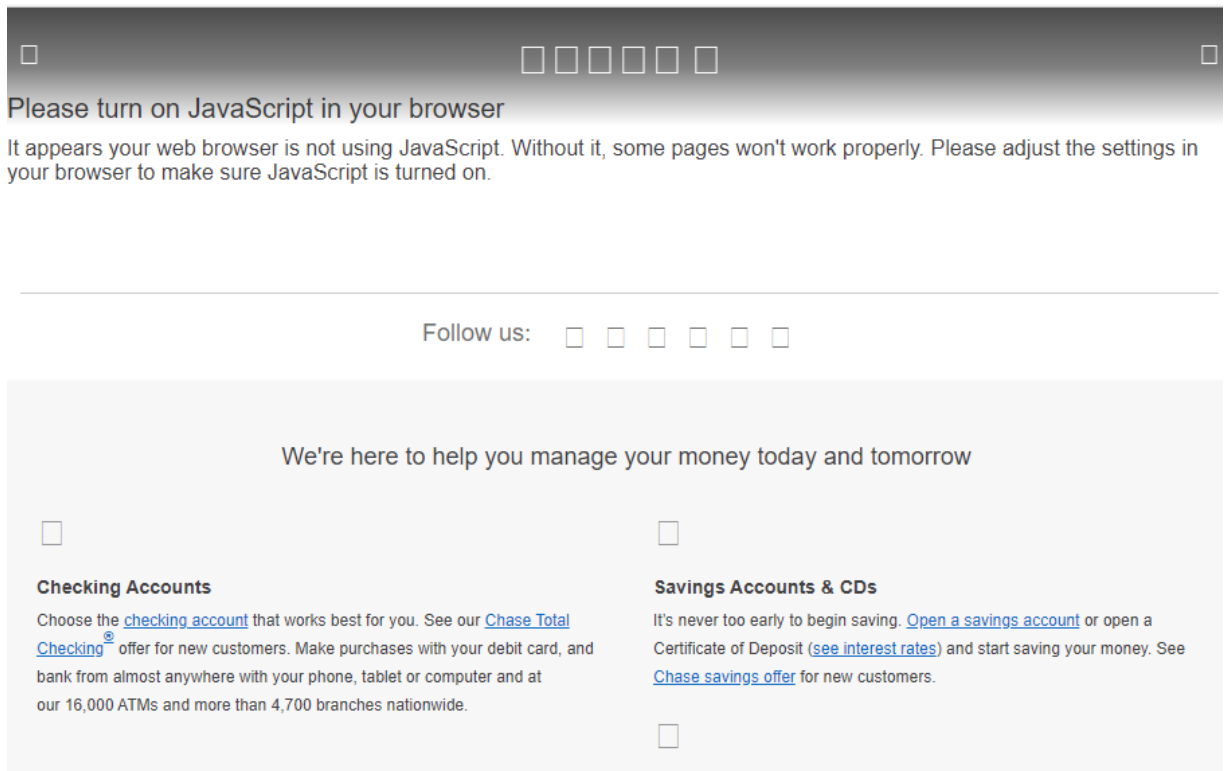 Please turn on JavaScript in your browser
It appears your web browser is not using JavaScript. Without it, some pages won't work properly. Please adjust the settings in
your browser to make sure JavaScript is turned on.
Follow us:
We're here to help you manage your money today and tomorrow
Checking Accounts
Choose the checking account that works best for you. See our Chase Total
Checking® offer for new customers. Make purchases with your debit card, and
bank from almost anywhere with your phone, tablet or computer and at
our 16,000 ATMs and more than 4,700 branches nationwide.
Savings Accounts & CDs
It's never too early to begin saving. Open a savings account or open a
Certificate of Deposit (see interest rates) and start saving your money. See
Chase savings offer for new customers.